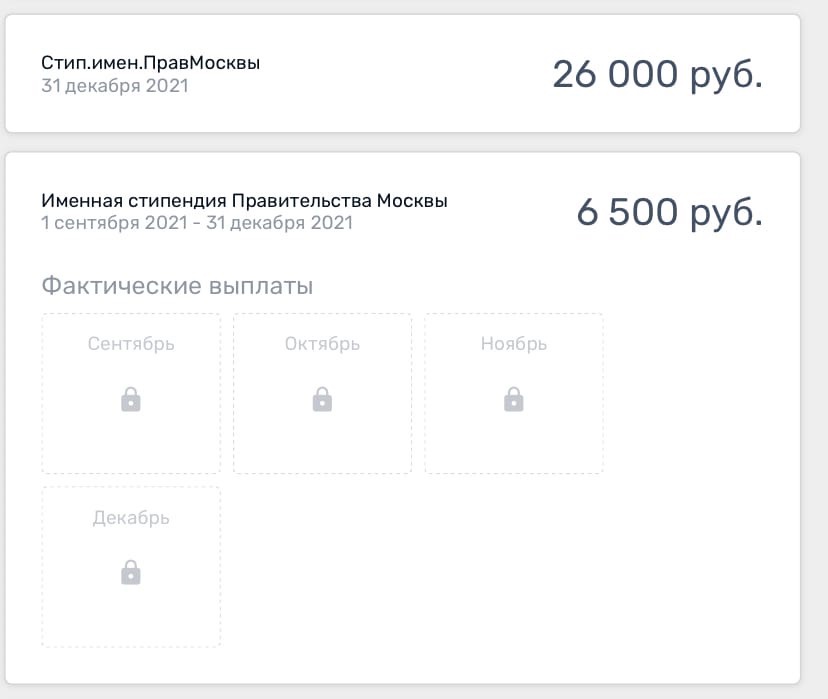 Стип.имен.ПравМосквы
31 декабря 2021
26 000 руб.
Именная стипендия Правительства Москвы
1 сентября 2021 - 31 декабря 2021
6 500 руб.
Фактические выплаты
Сентябрь
Октябрь
Ноябрь
Декабрь